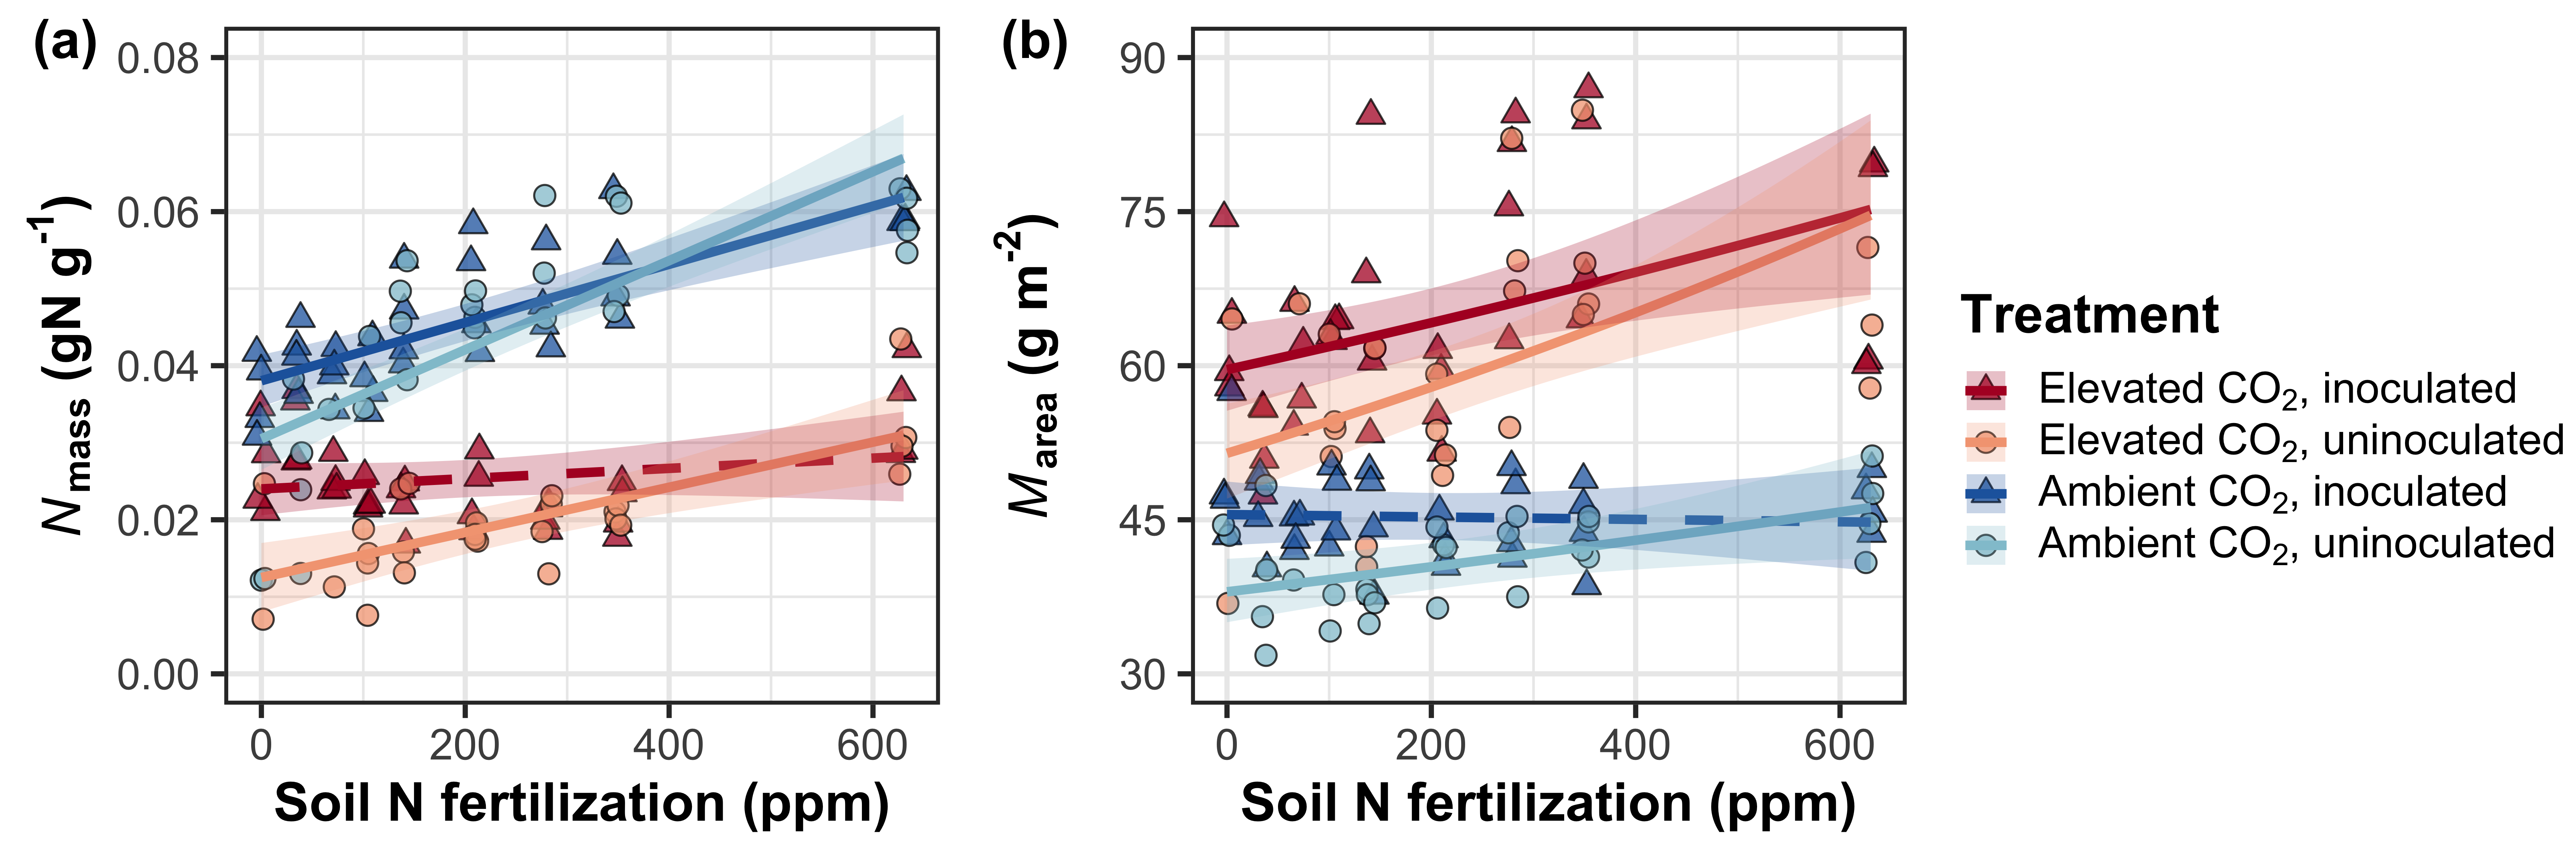 (a)
0.08
0.06
0.04
0.02
0.00
N mass (gN g-1)
0 200 400 600
Soil N fertilization (ppm)
(b)
90
75
60
45
30
M area (g m-2)
0 200 400 600
Soil N fertilization (ppm)
Treatment
Elevated CO2, inoculated
Elevated CO2, uninoculated
Ambient CO2, inoculated
Ambient CO2, uninoculated